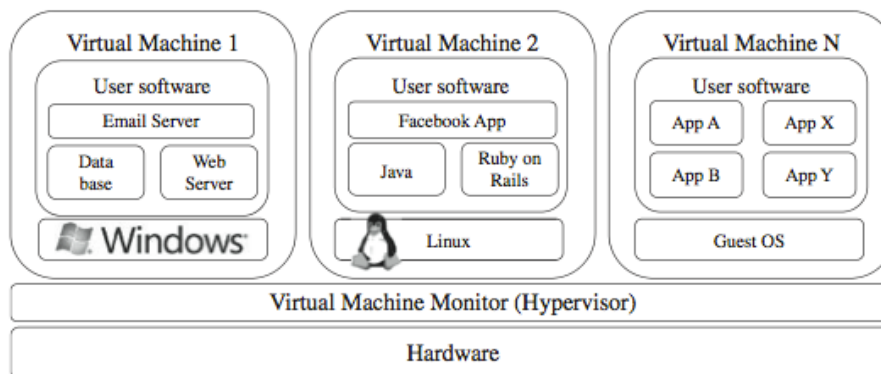 Virtual Machine 1
User software
Email Server
Data
base
Web
Server
Windows
Virtual Machine 2
User software
Facebook App
Java
Ruby on
Rails
Linux
Virtual Machine N
User software
App A
App X
App B
App Y
Guest OS
Virtual Machine Monitor (Hypervisor)
Hardware